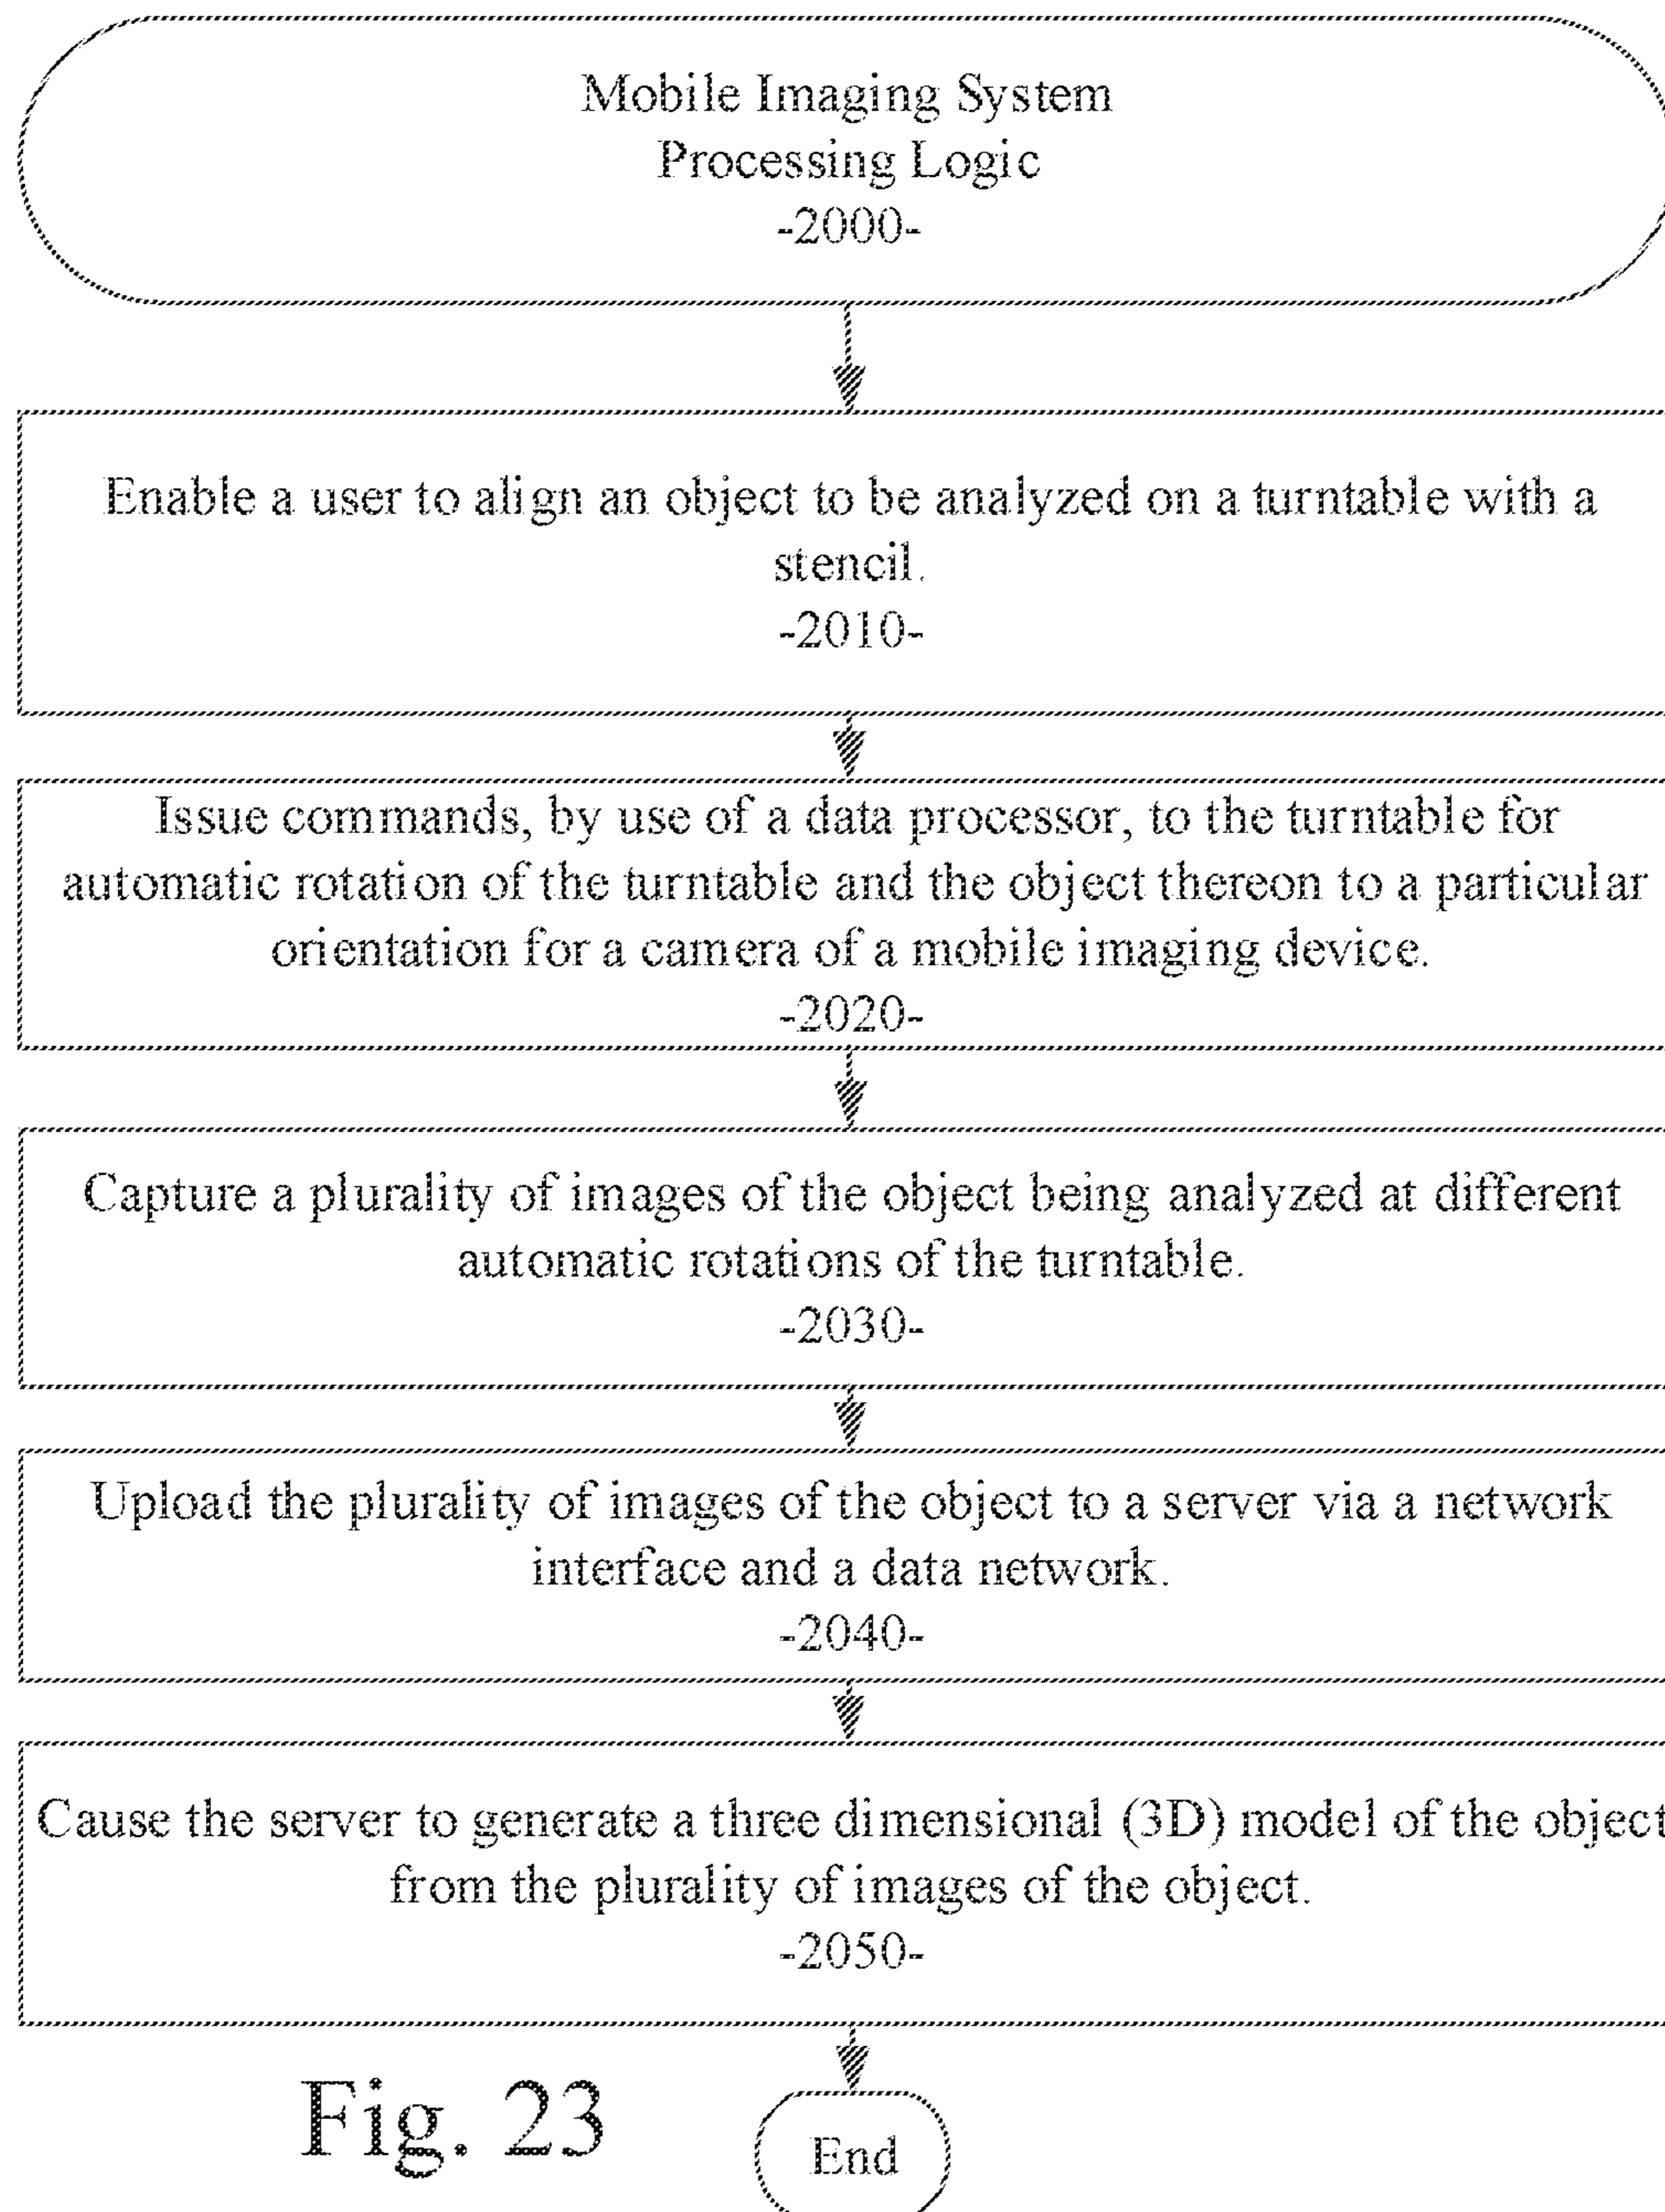 Mobile Imaging System
Processing Logic
-2000-
Enable a user to align an object to be analyzed on a turntable with a
stencil.
-2010-
Issue commands, by use of a data processor, to the turntable for
automatic rotation of the turntable and the object thereon to a particular
orientation for a camera of a mobile imaging device.
-2020-
Capture a plurality of images of the object being analyzed at different
automatic rotations of the turntable.
-2030-
Upload the plurality of images of the object to a server via a network
interface and a data network.
-2040-
Cause the server to generate a three dimensional (3D) model of the object
from the plurality of images of the object.
-2050-
Fig. 23
End